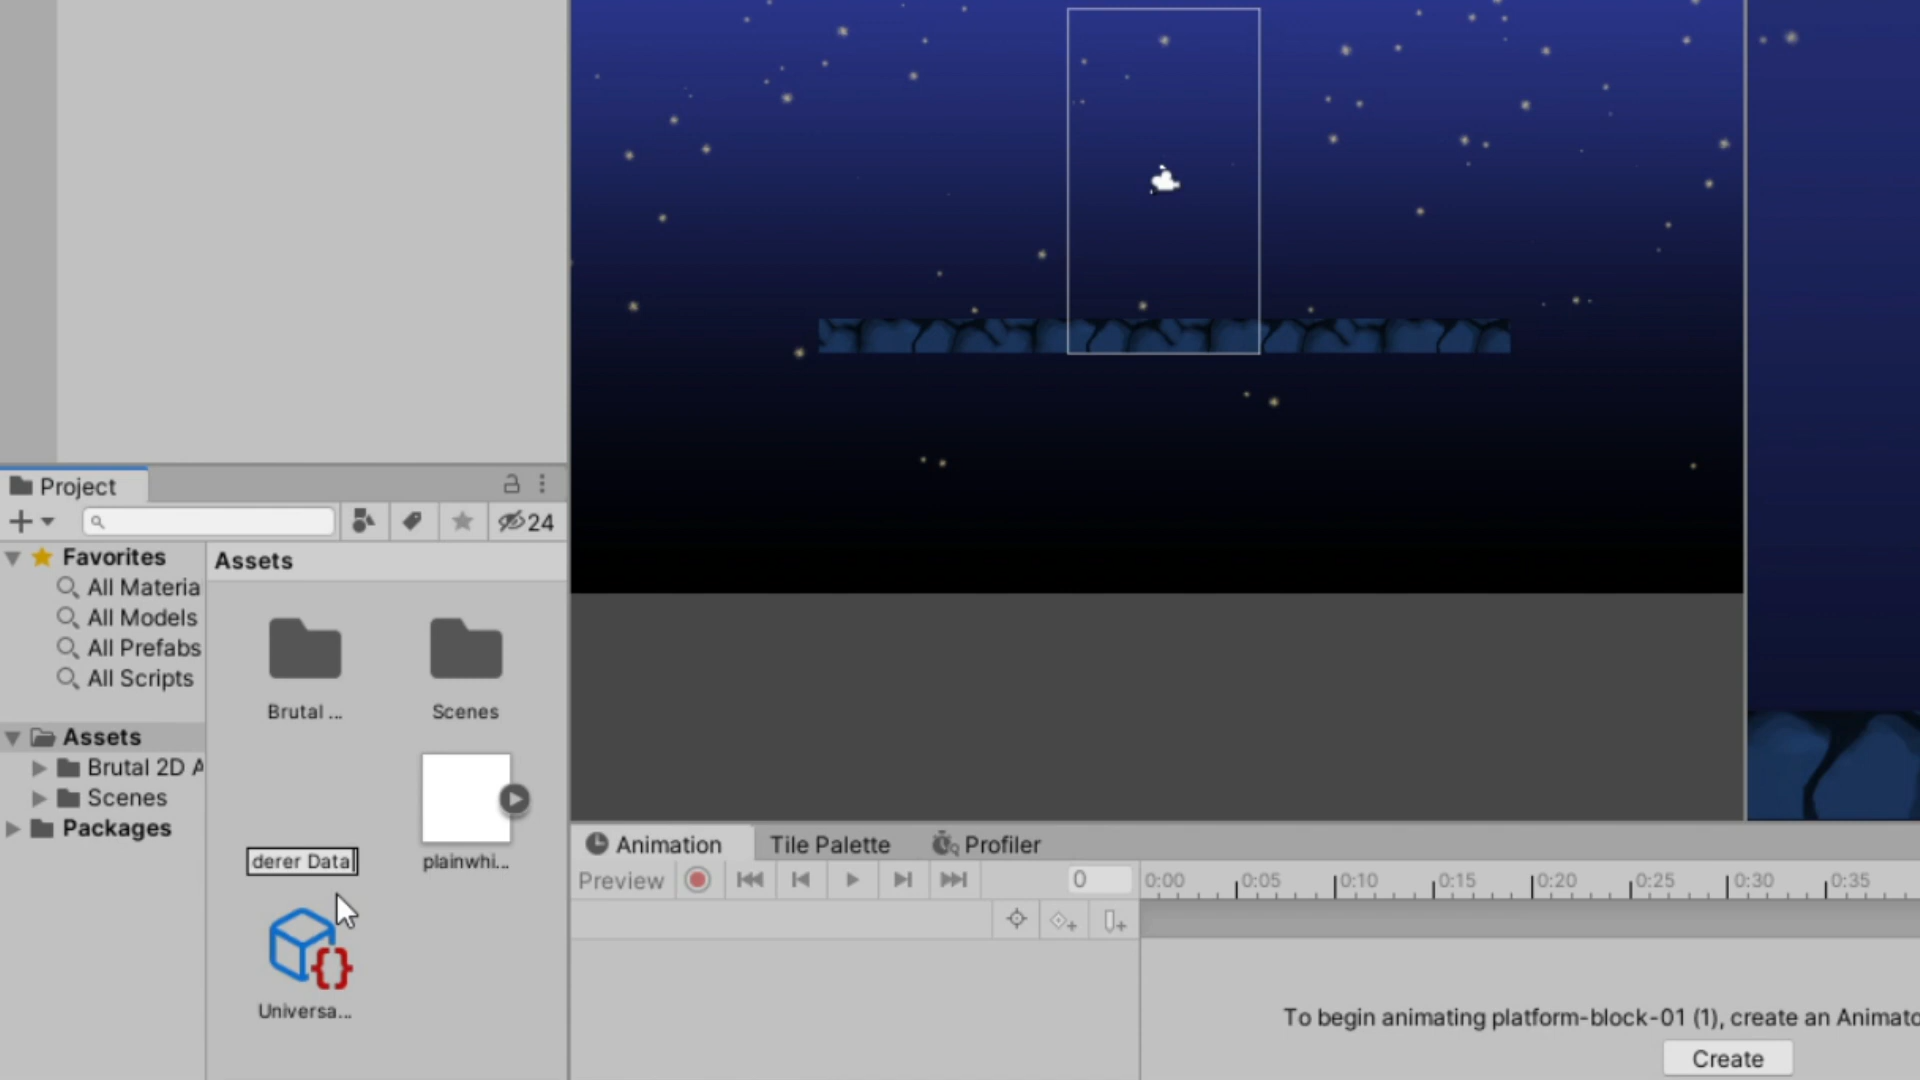 Project
24
Favorites
Assets
All Materia
All Models
All Prefabs
All Scripts
Brutal ...
Scenes
Assets
Brutal 2D A
Scenes
Packages
derer Data
plainwhi...
Universa...
Animation
Tile Palette
Profiler
Preview
0
0:00
0:05
0:10
0:15
0:20
0:25
0:30
0:35
To begin animating platform-block-01 (1), create an Animato
Create